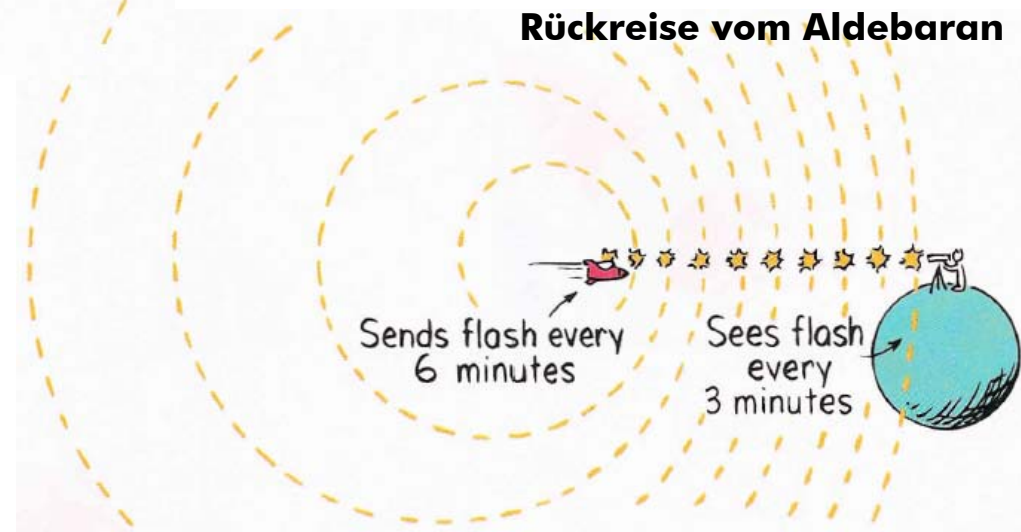 Rückreise vom Aldebaran
Sends flash every
6 minutes
Sees flash
every
3 minutes